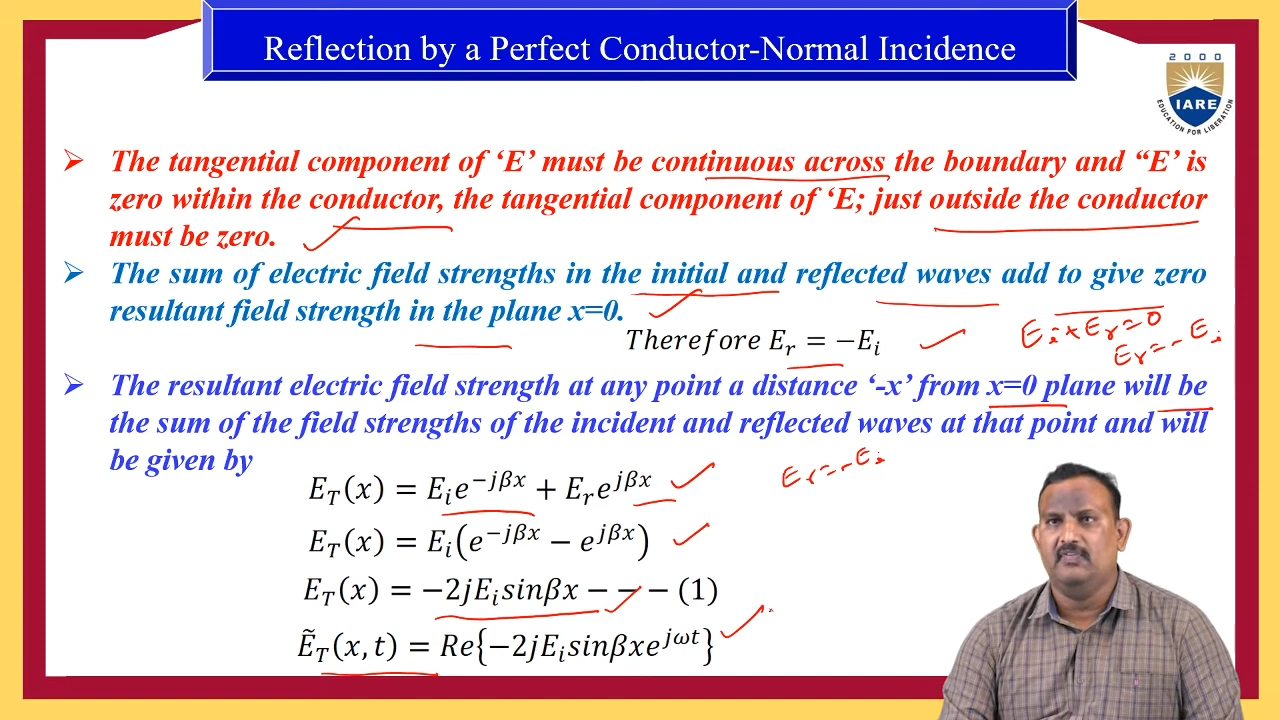 Reflection by a Perfect Conductor-Normal Incidence
2000
IARE
EDUCATION FOR LIBERATION
➢ The tangential component of ‘E’ must be continuous across the boundary and “E’ is
zero within the conductor, the tangential component of ‘E; just outside the conductor
must be zero.
➢ The sum of electric field strengths in the initial and reflected waves add to give zero
resultant field strength in the plane x=0.
Therefore E_r = −E_i
E_i + E_r = 0
E_r = - E_i
➢ The resultant electric field strength at any point a distance ‘-x’ from x=0 plane will be
the sum of the field strengths of the incident and reflected waves at that point and will
be given by
E_r = - E_i
E_T(x) = E_i e^{−jβx} + E_r e^{jβx}
E_T(x) = E_i(e^{−jβx} − e^{jβx})
E_T(x) = −2jE_i sinβx − − − (1)
Ẽ_T(x, t) = Re{−2jE_i sinβx e^{jωt}}